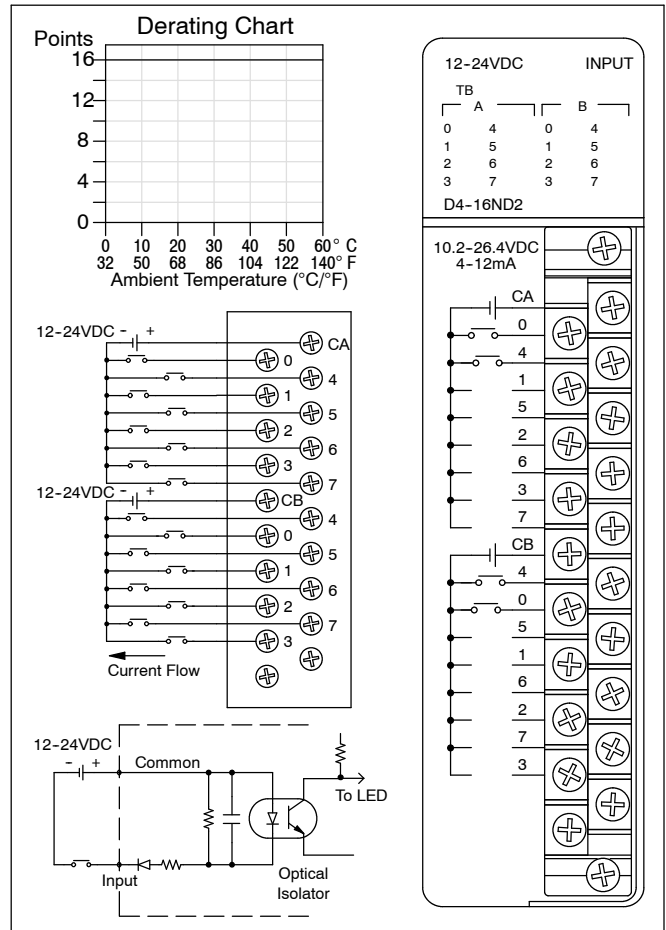 Derating Chart
Points
16
12
8
4
0
0 10 20 30 40 50 60° C
32 50 68 86 104 122 140° F
Ambient Temperature (°C/°F)
12-24VDC - +
CA
0
4
1
5
2
6
3
7
12-24VDC - +
CB
4
0
5
1
6
2
7
3
Current Flow
12-24VDC
- +
Common
To LED
Input
Optical
Isolator
12-24VDC INPUT
TB
A B
0 4 0 4
1 5 1 5
2 6 2 6
3 7 3 7
D4-16ND2
10.2-26.4VDC
4-12mA
CA
0
4
1
5
2
6
3
7
CB
4
0
5
1
6
2
7
3